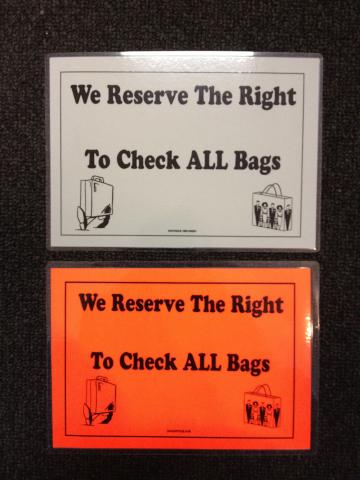 We Reserve The Right
To Check ALL Bags
We Reserve The Right
To Check ALL Bags